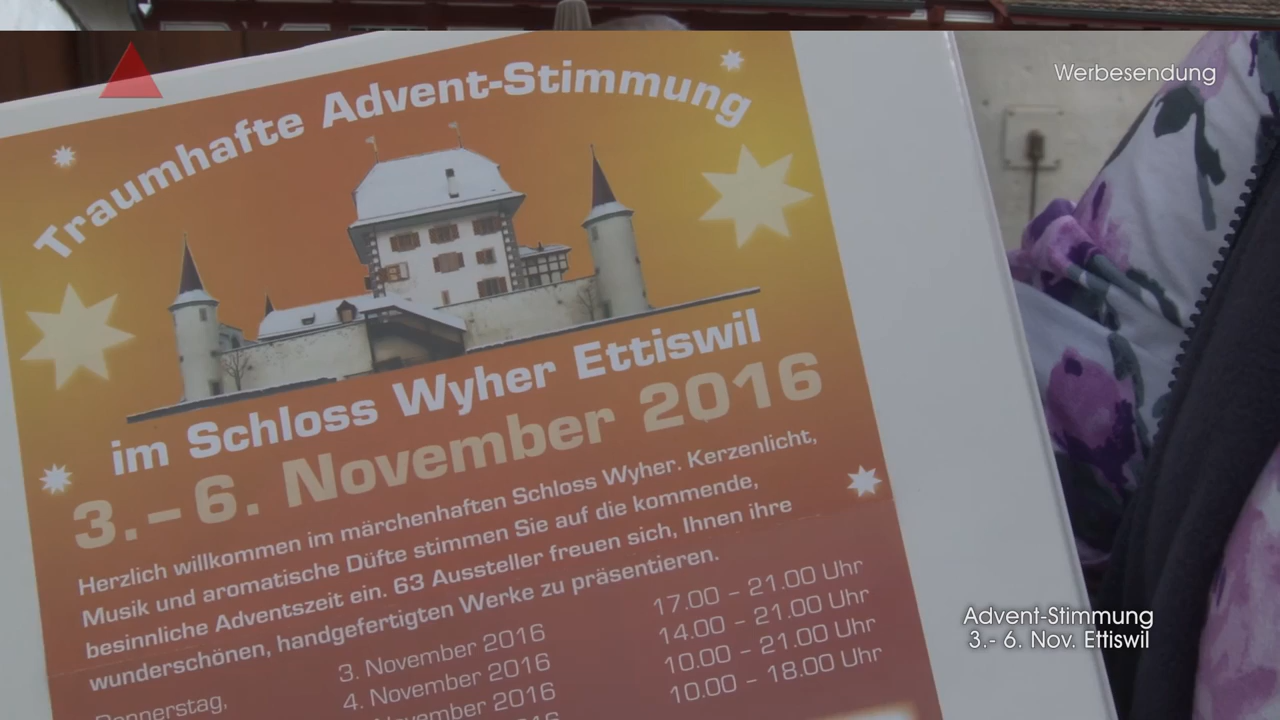 Werbesendung
Traumhafte Advent-Stimmung
im Schloss Wyher Ettiswil
3. – 6. November 2016
Herzlich willkommen im märchenhaften Schloss Wyher. Kerzenlicht,
Musik und aromatische Düfte stimmen Sie auf die kommende,
besinnliche Adventszeit ein. 63 Aussteller freuen sich, Ihnen ihre
wunderschönen, handgefertigten Werke zu präsentieren.
Donnerstag, 3. November 2016 17.00 – 21.00 Uhr
4. November 2016 14.00 – 21.00 Uhr
November 2016 10.00 – 21.00 Uhr
10.00 – 18.00 Uhr
Advent-Stimmung
3.- 6. Nov. Ettiswil